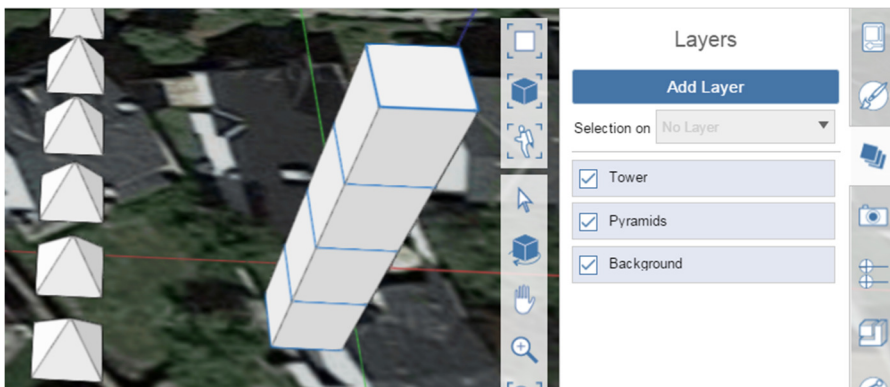 Layers
Add Layer
Selection on No Layer
Tower
Pyramids
Background